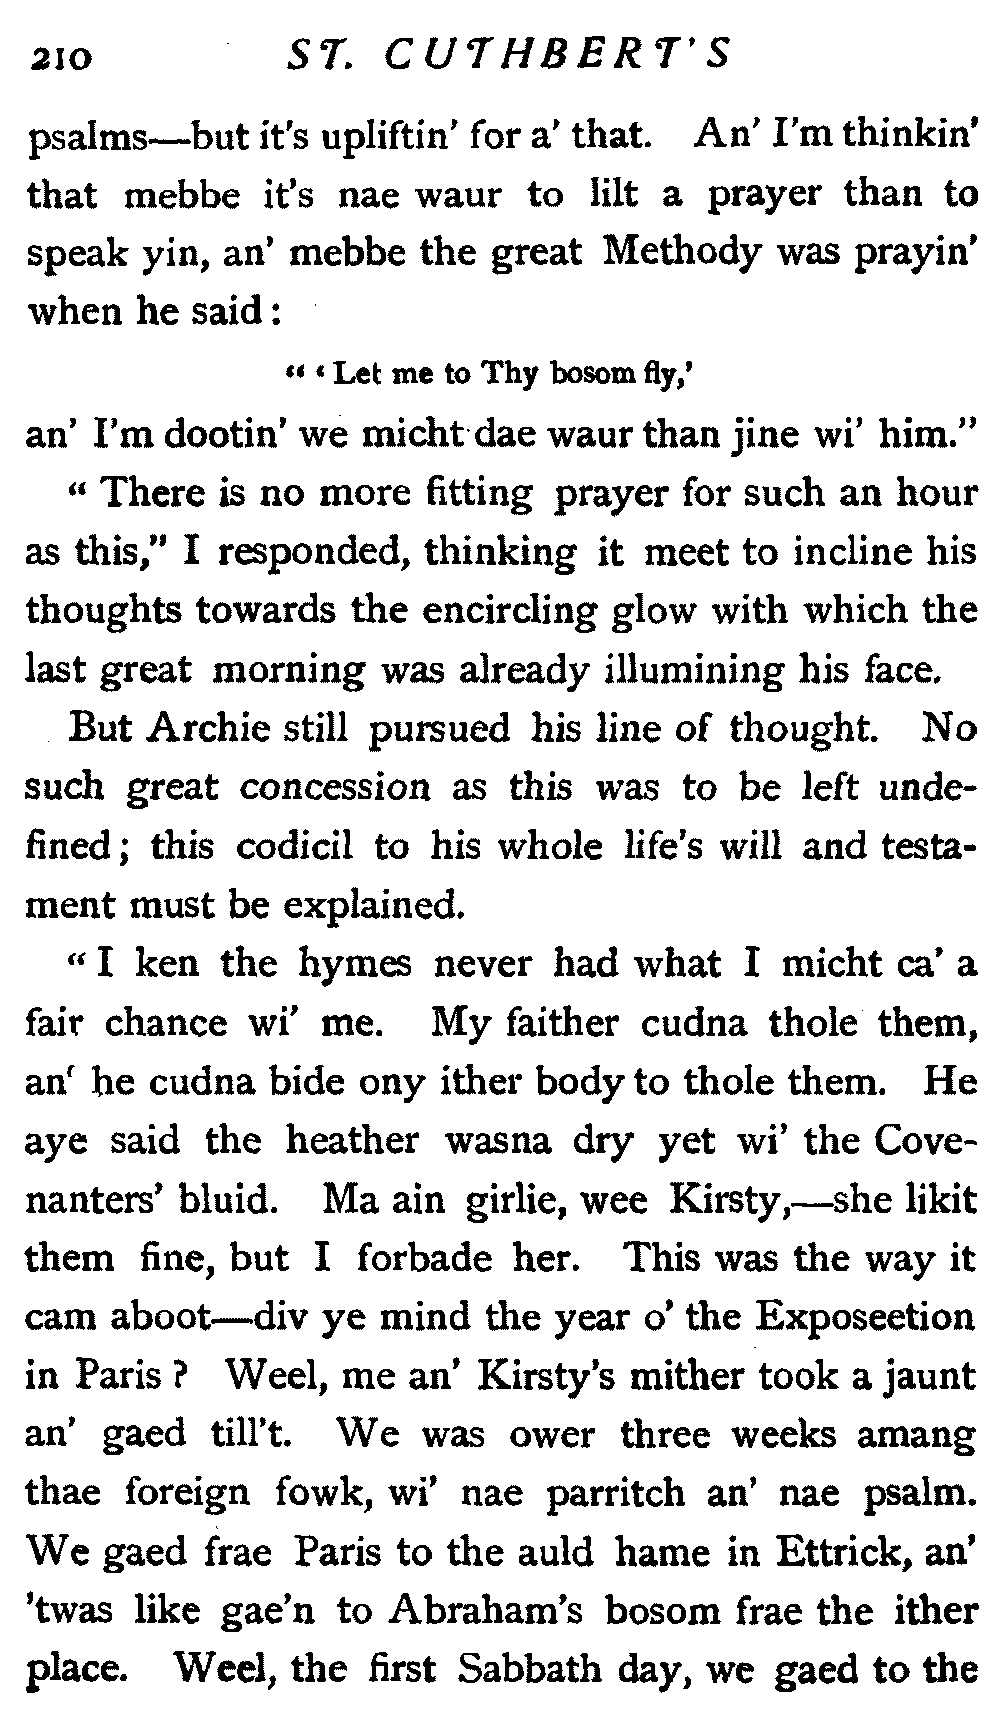 210 ST. CUTHBERT'S
psalms—but it's upliftin' for a' that. An' I'm thinkin'
that mebbe it's nae waur to lilt a prayer than to
speak yin, an' mebbe the great Methody was prayin'
when he said:
"'Let me to Thy bosom fly,'
an' I'm dootin' we micht dae waur than jine wi' him."
"There is no more fitting prayer for such an hour
as this," I responded, thinking it meet to incline his
thoughts towards the encircling glow with which the
last great morning was already illumining his face.
But Archie still pursued his line of thought. No
such great concession as this was to be left unde-
fined; this codicil to his whole life's will and testa-
ment must be explained.
"I ken the hymes never had what I micht ca' a
fair chance wi' me. My faither cudna thole them,
an' he cudna bide ony ither body to thole them. He
aye said the heather wasna dry yet wi' the Cove-
nanters' bluid. Ma ain girlie, wee Kirsty,—she likit
them fine, but I forbade her. This was the way it
cam aboot—div ye mind the year o' the Exposeetion
in Paris? Weel, me an' Kirsty's mither took a jaunt
an' gaed till't. We was ower three weeks amang
thae foreign fowk, wi' nae parritch an' nae psalm.
We gaed frae Paris to the auld hame in Ettrick, an'
'twas like gae'n to Abraham's bosom frae the ither
place. Weel, the first Sabbath day, we gaed to the